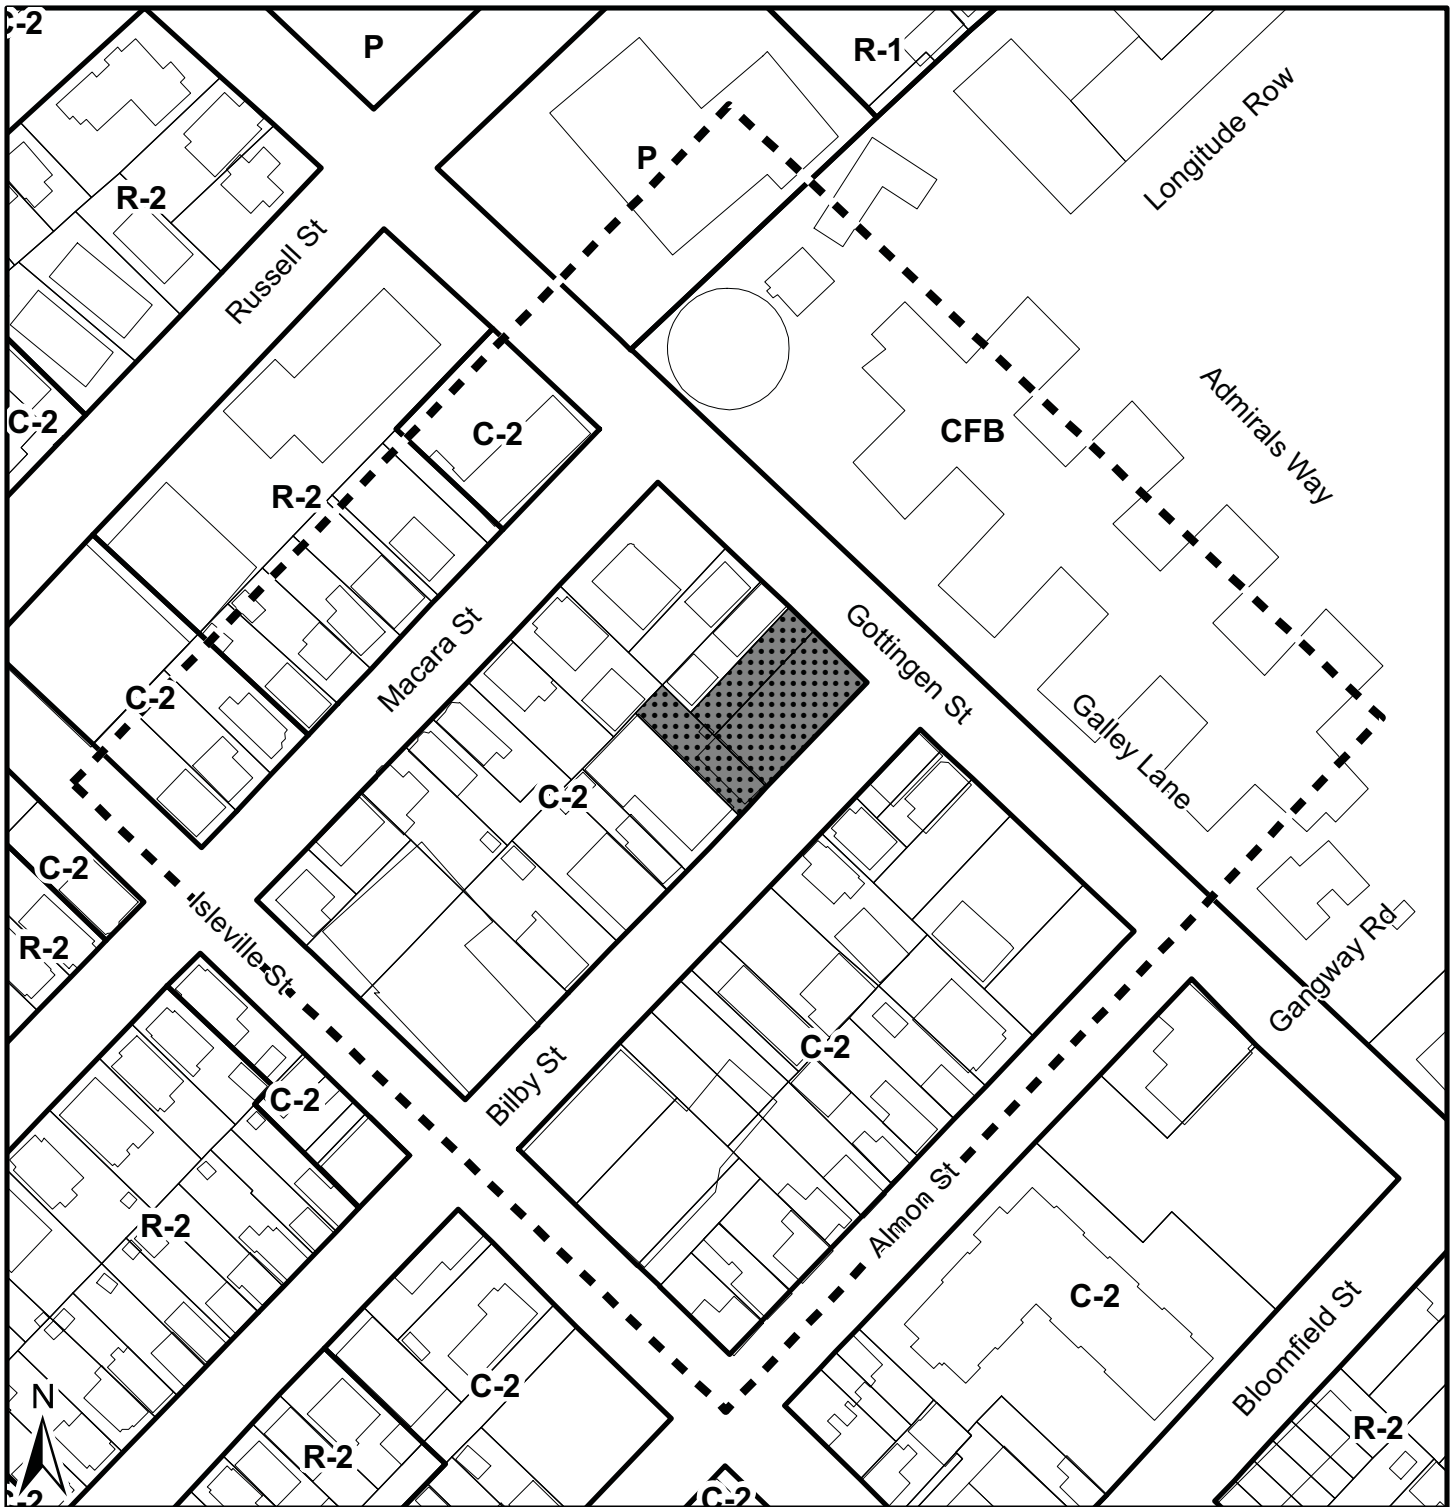 C-2
P
R-1
Longitude Row
P
R-2
Russell St
Admirals Way
C-2
C-2
CFB
R-2
Gottingen St
Macara St
C-2
Galley Lane
C-2
C-2
R-2
Isleville St
Gangway Rd
C-2
Bilby St
C-2
Almon St
R-2
C-2
Bloomfield St
C-2
N
R-2
R-2
C-2
C-2